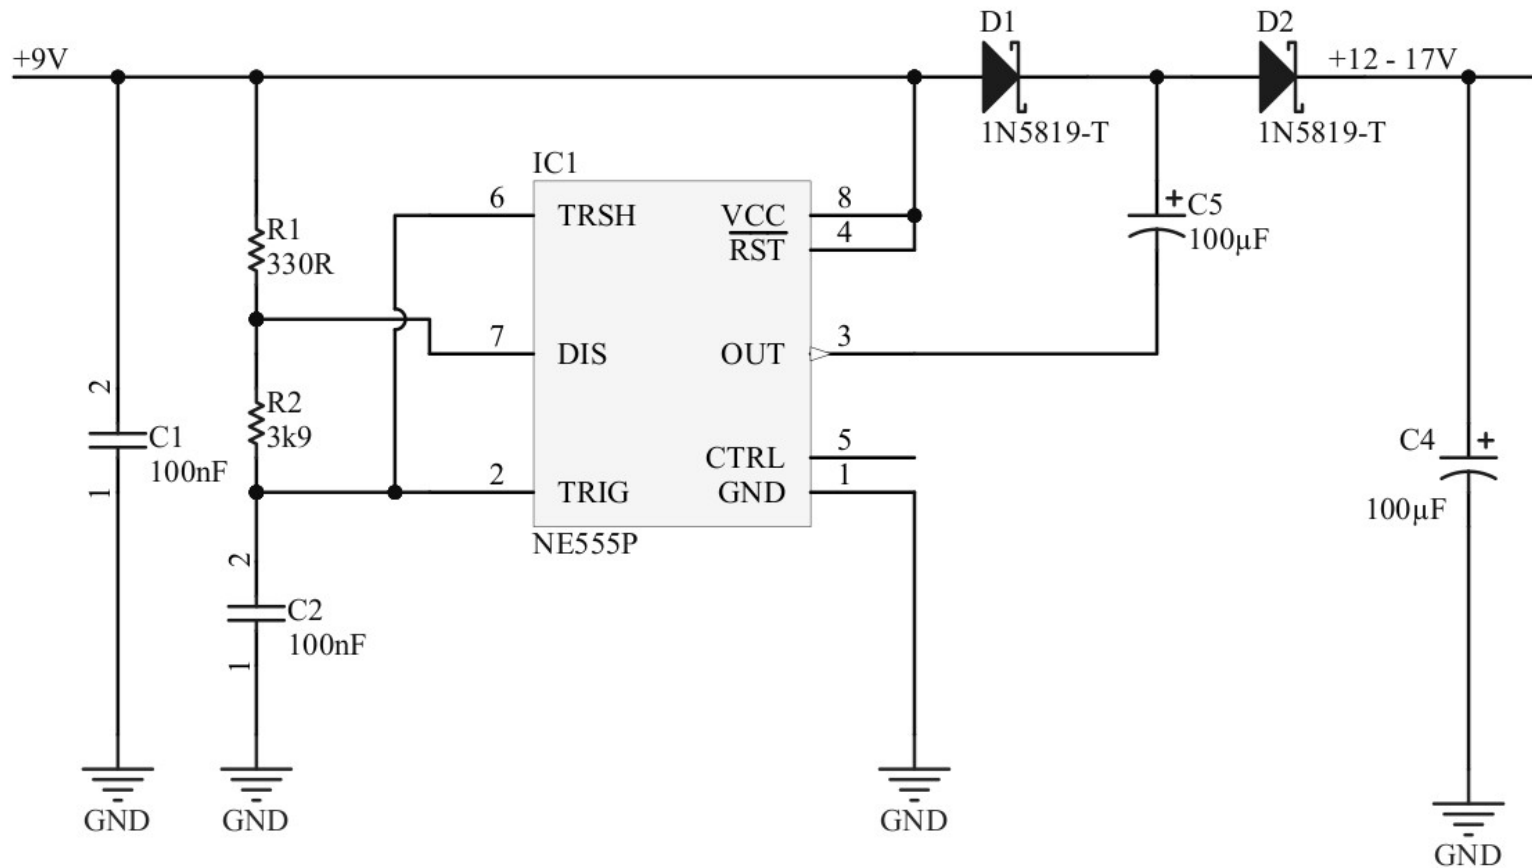 D1
D2
+9V
+12 - 17V
1N5819-T
1N5819-T
IC1
6
TRSH
VCC
8
RST
4
+
C5
100µF
R1
330R
7
DIS
OUT
3
2
R2
3k9
C1
100nF
1
CTRL
5
2
TRIG
GND
1
C4
+
100µF
NE555P
2
C2
100nF
1
GND
GND
GND
GND